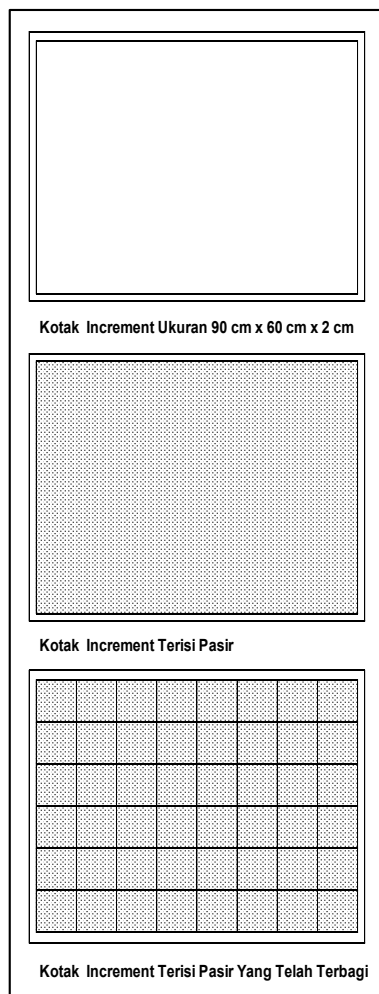 Kotak Increment Ukuran 90 cm x 60 cm x 2 cm
Kotak Increment Terisi Pasir
Kotak Increment Terisi Pasir Yang Telah Terbagi